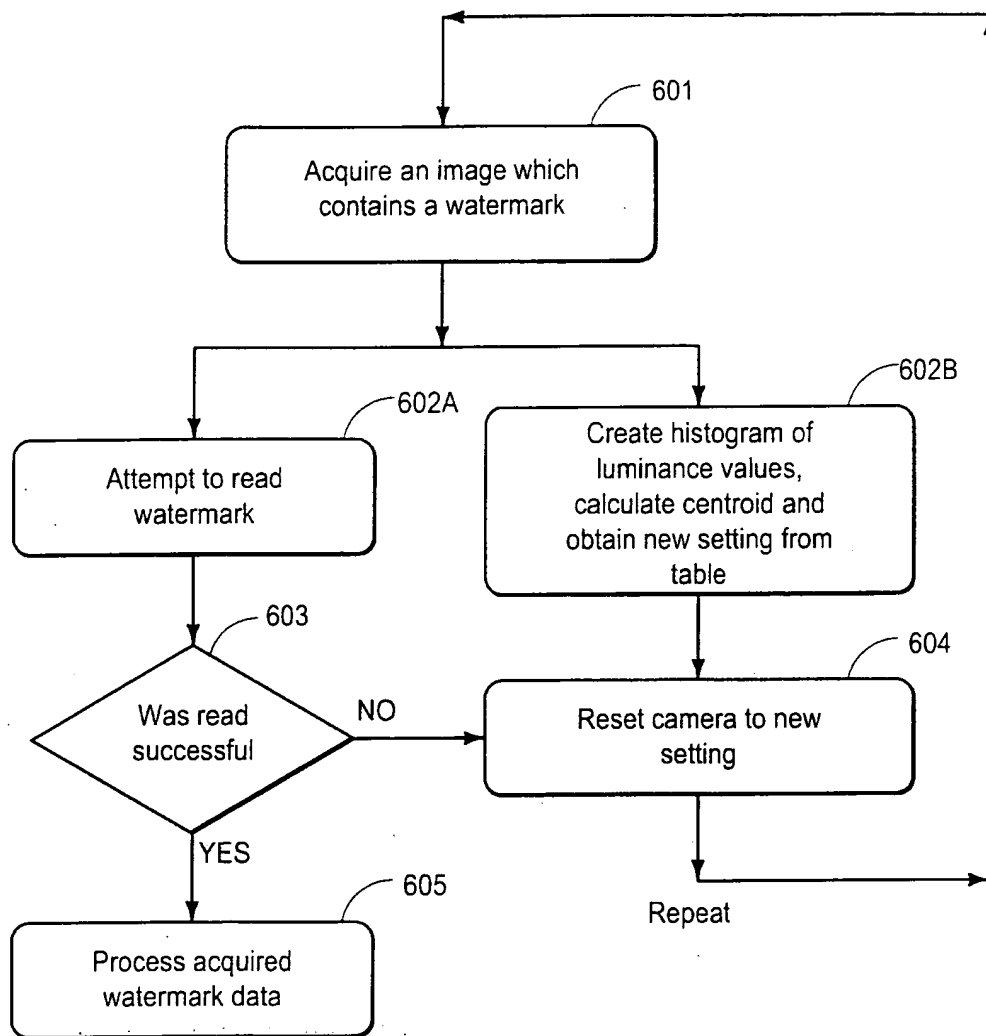 601
Acquire an image which
contains a watermark
602A
Attempt to read
watermark
602B
Create histogram of
luminance values,
calculate centroid and
obtain new setting from
table
603
Was read
successful
NO
604
Reset camera to new
setting
YES
605
Process acquired
watermark data
Repeat